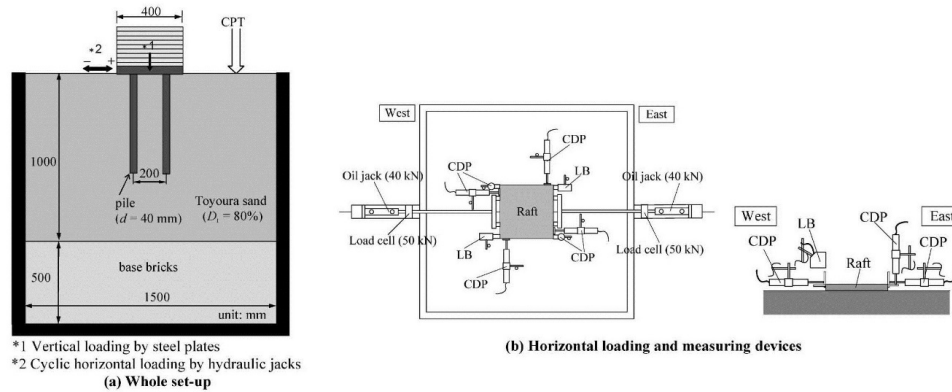 400
CPT
*2
− +
*1
1000
200
pile
(d = 40 mm)
Toyoura sand
(Dr = 80%)
500
base bricks
1500
unit: mm
*1 Vertical loading by steel plates
*2 Cyclic horizontal loading by hydraulic jacks
(a) Whole set-up
West
East
CDP
LB
CDP
Oil jack (40 kN)
Oil jack (40 kN)
Raft
Load cell (50 kN)
LB
CDP
Load cell (50 kN)
CDP
West
East
LB
CDP
CDP
Raft
CDP
(b) Horizontal loading and measuring devices